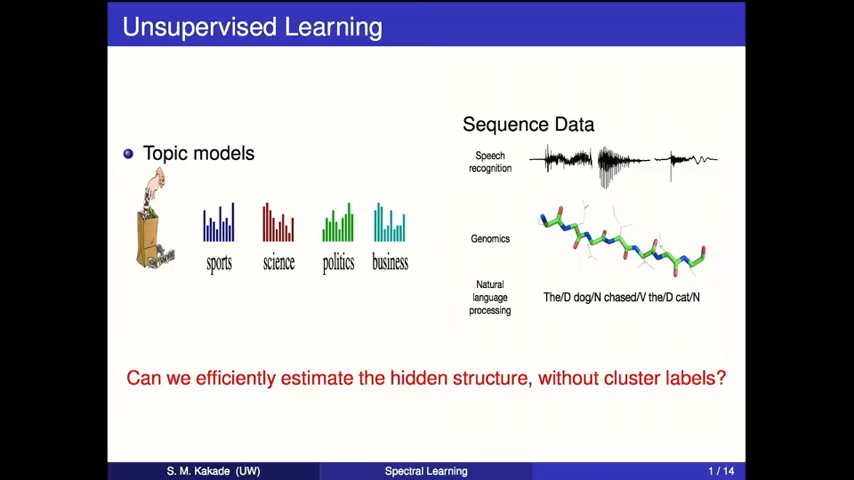 Unsupervised Learning
Topic models
sports science politics business
Sequence Data
Speech
recognition
Genomics
Natural
language
processing
The/D dog/N chased/V the/D cat/N
Can we efficiently estimate the hidden structure, without cluster labels?
S. M. Kakade (UW) Spectral Learning 1 / 14